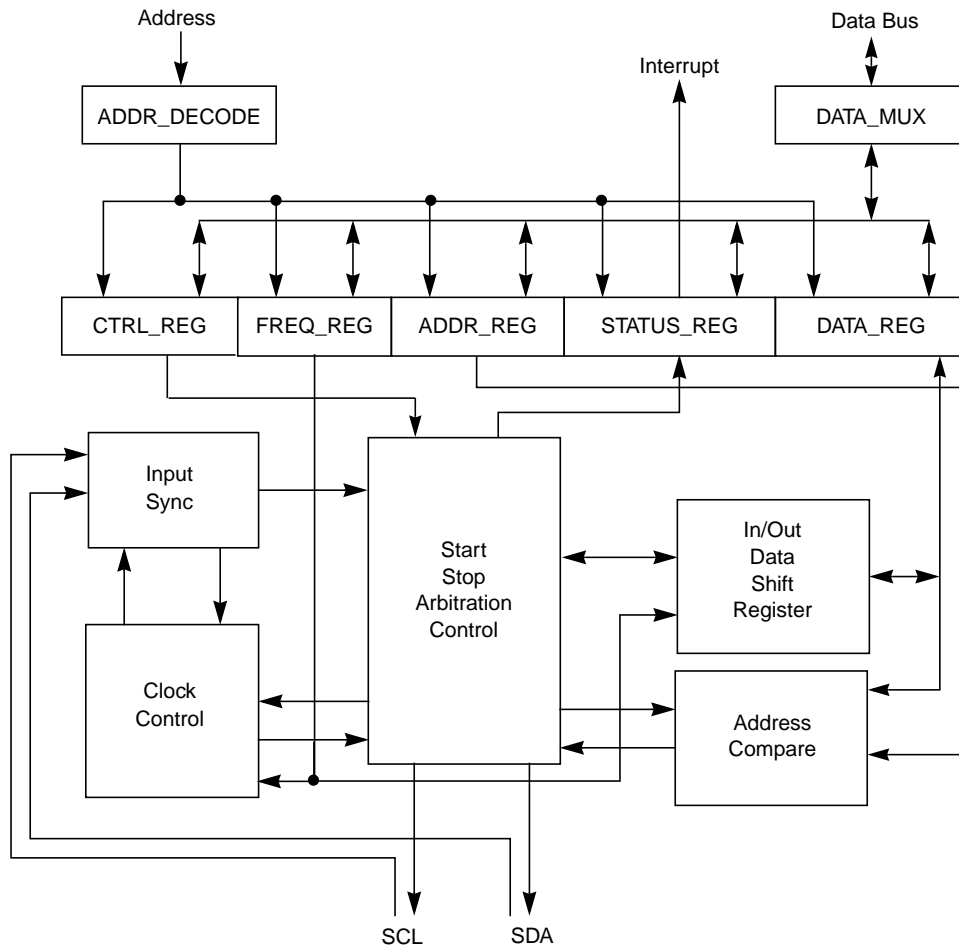 Address
Data Bus
Interrupt
ADDR_DECODE
DATA_MUX
CTRL_REG
FREQ_REG
ADDR_REG
STATUS_REG
DATA_REG
Input
Sync
Start
Stop
Arbitration
Control
In/Out
Data
Shift
Register
Clock
Control
Address
Compare
SCL
SDA